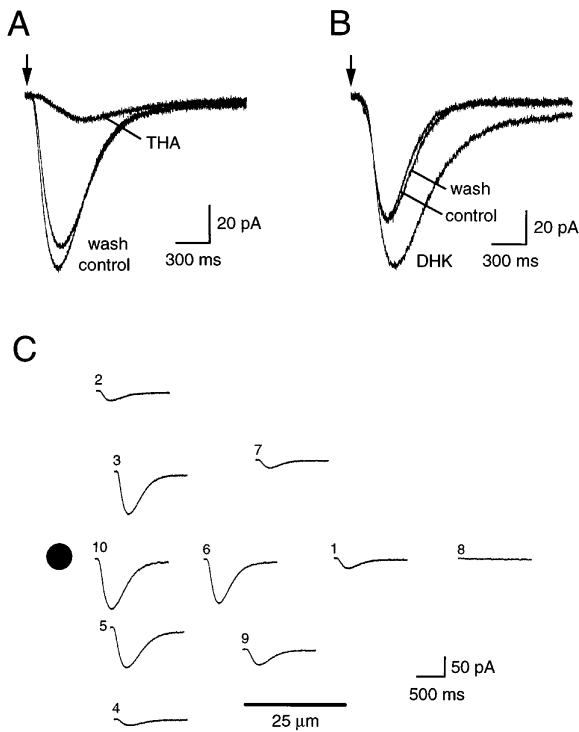 A
THA
wash
control
20 pA
300 ms
B
wash
control
DHK
20 pA
300 ms
C
2
3
7
10
6
1
8
5
9
4
50 pA
500 ms
25 μm